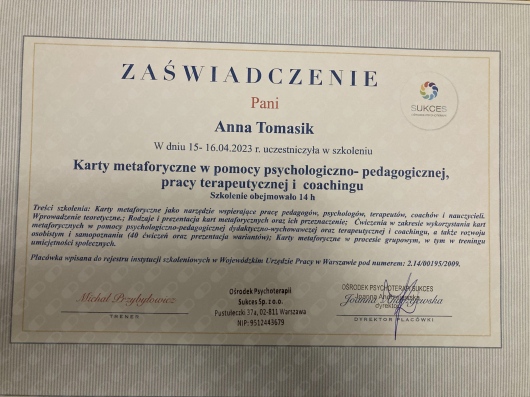 ZAŚWIADCZENIE
SUKCES
Pani
Anna Tomasik
W dniu 15- 16.04.2023 r. uczestniczyła w szkoleniu
Karty metaforyczne w pomocy psychologiczno- pedagogicznej,
pracy terapeutycznej i coachingu
Szkolenie obejmowało 14 h
Treści szkolenia: Karty metaforyczne jako narzędzie wspierające pracę pedagogów, psychologów, terapeutów, coachów i nauczycieli.
Wprowadzenie teoretyczne.; Rodzaje i prezentacja kart metaforycznych oraz ich przeznaczenie; Ćwiczenia w zakresie wykorzystania kart
metaforycznych w pomocy psychologiczno-pedagogicznej dydaktyczno-wychowawczej oraz terapeutycznej i coachingu, a także rozwoju
osobistym i samopoznaniu (40 ćwiczeń oraz prezentacja wariantów); Karty metaforyczne w procesie grupowym, w tym w treningu
umiejętności społecznych.
Placówka wpisana do rejestru instytucji szkoleniowych w Wojewódzkim Urzędzie Pracy w Warszawie pod numerem: 2.14/00195/2009.
Michał Przybyłowicz
TRENER
Ośrodek Psychoterapii
Sukces Sp. z o.o.
Pustułeczki 37a, 02-811 Warszawa
NIP: 9512443679
OŚRODEK PSYCHOTERAPII SUKCES
Joanna
dyrektor
DYREKTOR PLACÓWKI